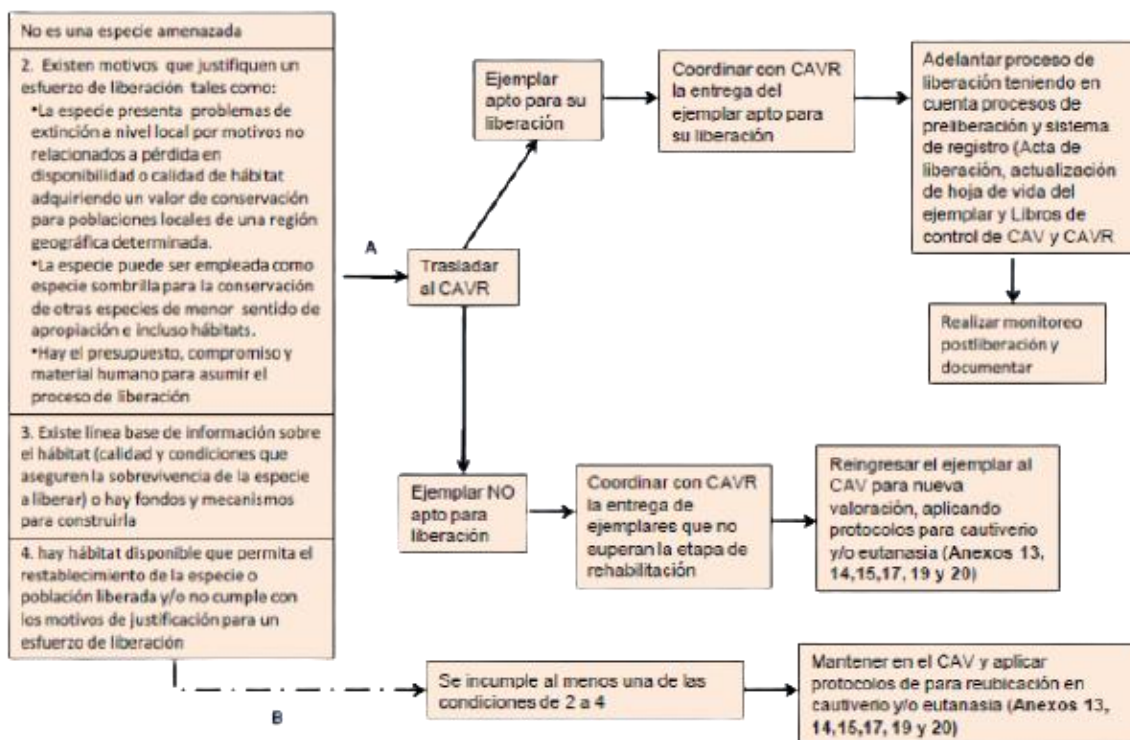 No es una especie amenazada
2. Existen motivos que justifiquen un
esfuerzo de liberación tales como:
•La especie presenta problemas de
extinción a nivel local por motivos no
relacionados a pérdida en
disponibilidad o calidad de hábitat
adquiriendo un valor de conservación
para poblaciones locales de una región
geográfica determinada.
•La especie puede ser empleada como
especie sombrilla para la conservación
de otras especies de menor sentido de
apropiación e incluso hábitats.
•Hay el presupuesto, compromiso y
material humano para asumir el
proceso de liberación
3. Existe línea base de información sobre
el hábitat (calidad y condiciones que
aseguren la sobrevivencia de la especie
a liberar) o hay fondos y mecanismos
para construirla
4. hay hábitat disponible que permita el
restablecimiento de la especie o
población liberada y/o no cumple con
los motivos de justificación para un
esfuerzo de liberación
A
Trasladar
al CAVR
Ejemplar
apto para su
liberación
Coordinar con CAVR
la entrega del
ejemplar apto para
su liberación
Adelantar proceso de
liberación teniendo en
cuenta procesos de
preliberación y sistema
de registro (Acta de
liberación, actualización
de hoja de vida del
ejemplar y Libros de
control de CAV y CAVR
Realizar monitoreo
postliberación y
documentar
Ejemplar NO
apto para
liberación
Coordinar con CAVR
la entrega de
ejemplares que no
superan la etapa de
rehabilitación
Reingresar el ejemplar al
CAV para nueva
valoración, aplicando
protocolos para cautiverio
y/o eutanasia (Anexos 13,
14,15,17, 19 y 20)
B
Se incumple al menos una de las
condiciones de 2 a 4
Mantener en el CAV y aplicar
protocolos de para reubicación en
cautiverio y/o eutanasia (Anexos 13,
14,15,17, 19 y 20)